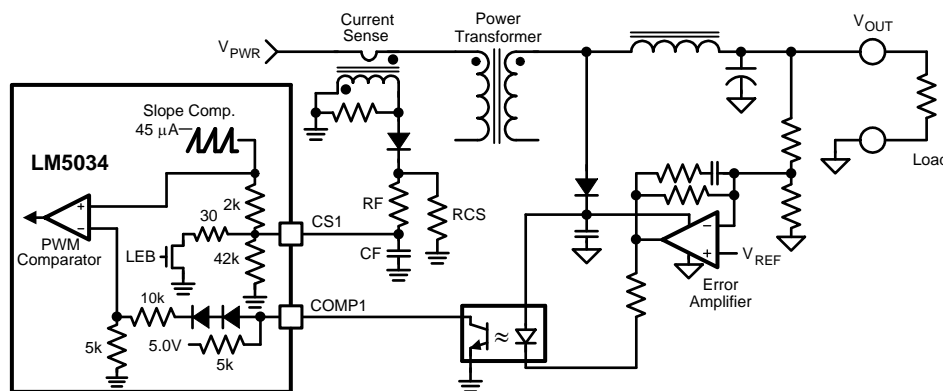 Current
Sense
Power
Transformer
VPWR
VOUT
Slope Comp.
45 μA
LM5034
Load
2k
RF
RCS
30
CS1
PWM
Comparator
LEB
42k
CF
VREF
Error
Amplifier
10k
COMP1
5.0V
5k
5k
+
−
−
+
≈